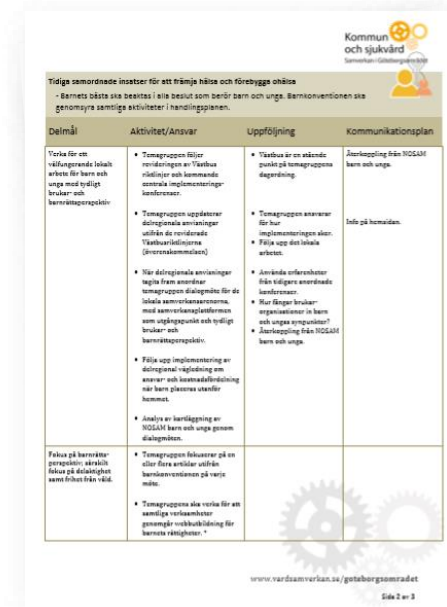 Kommun
och sjukvård
Samverkan i Göteborgsområdet
Tidiga samordnade insatser för att främja hälsa och förebygga ohälsa
- Barnets bästa ska beaktas i alla beslut som berör barn och unga. Barnkonventionen ska
genomsyra samtliga aktiviteter i handlingsplanen.
Delmål Aktivitet/Ansvar Uppföljning Kommunikationsplan
Verka för ett
välfungerande lokalt
arbete för barn och
unga med tydligt
brukar- och
barnrättsperspektiv
• Temagruppen följer
revideringen av Västbus
riktlinjer och kommande
centrala implementerings-
konferenser.
• Temagruppen uppdaterar
delregionala anvisningar
utifrån de reviderade
Västbusriktlinjerna
(överenskommelsen)
• När delregionala anvisningar
tagits fram anordnar
temagruppen dialogmöte för de
lokala samverkansarenorna,
med samverkansplattformen
som utgångspunkt och tydligt
brukar- och
barnrättsperspektiv.
• Följa upp implementering av
delregional vägledning om
ansvar- och kostnadsfördelning
när barn placeras utanför
hemmet.
• Analys av kartläggning av
NOSAM barn och unga genom
dialogmöten.
• Västbus är en stående
punkt på temagruppens
dagordning.
• Temagruppen ansvarar
för hur
implementeringen sker.
• Följa upp det lokala
arbetet.
• Använda erfarenheter
från tidigare anordnade
konferenser.
• Hur fångar brukar-
organisationer in barn
och ungas synpunkter?
• Återkoppling från NOSAM
barn och unga.
Återkoppling från NOSAM
barn och unga.
Info på hemsidan.
Fokus på barnrätts-
perspektiv; särskilt
fokus på delaktighet
samt frihet från våld.
• Temagruppen fokuserar på en
eller flera artiklar utifrån
barnkonventionen på varje
möte.
• Temagruppens ska verka för att
samtliga verksamheter
genomgår webbutbildning för
barnets rättigheter. *
www.vardsamverkan.se/goteborgsomradet
Sida 2 av 3